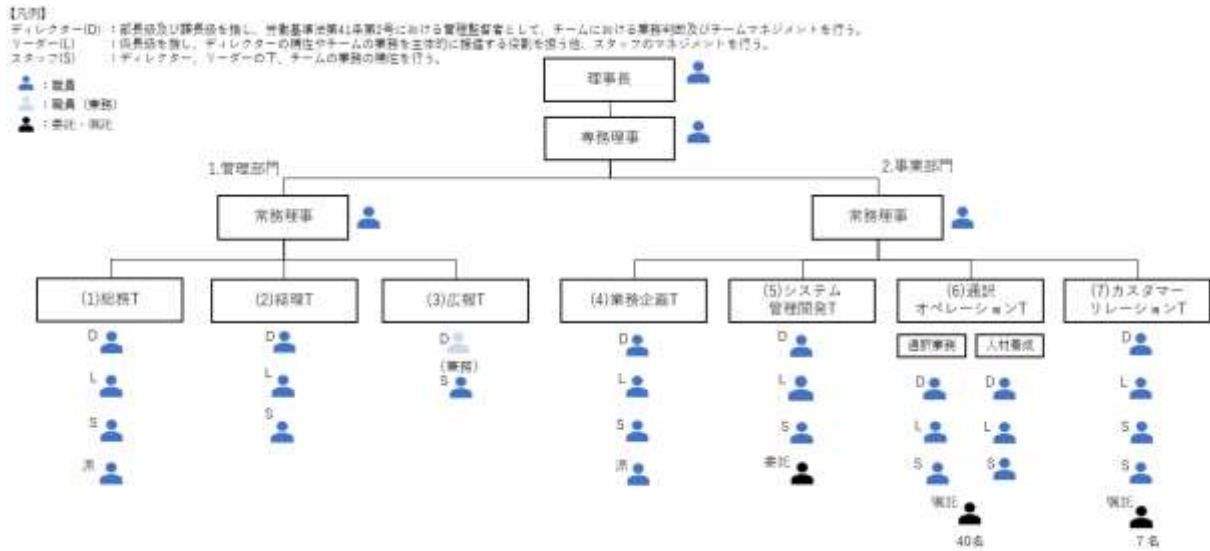 【凡例】
ディレクター(D) : 部長級及び課長級を指し、労働基準法第41条第2号における管理監督者として、チームにおける業務判断及びチームマネジメントを行う。
リーダー(L) : 係長級を指し、ディレクターの補佐やチームの業務を主体的に推進する役割を担う他、スタッフのマネジメントを行う。
スタッフ(S) : ディレクター、リーダーの下、チームの業務の補佐を行う。
: 職員
: 職員（兼務）
: 委託・嘱託
理事長
専務理事
1.管理部門
2.事業部門
常務理事
常務理事
(1)総務T
(2)経理T
(3)広報T
(4)業務企画T
(5)システム
管理開発T
(6)通訳
オペレーションT
(7)カスタマー
リレーションT
通訳業務
人材養成
D
L
S
派
D
L
S
D
(兼務)
S
D
L
S
派
D
L
S
委託
D
L
S
D
L
S
嘱託
40名
D
L
S
S
嘱託
7名